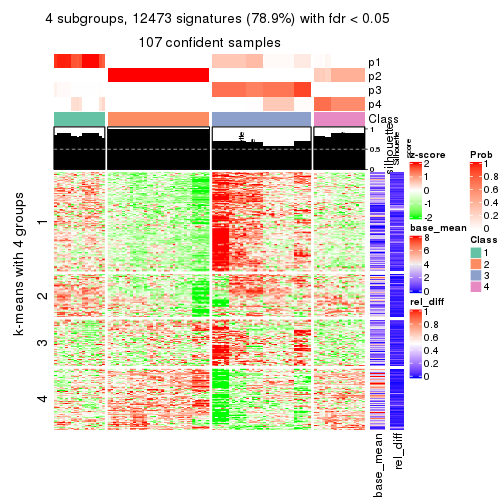 4 subgroups, 12473 signatures (78.9%) with fdr < 0.05
107 confident samples
p1
p2
p3
p4
Class
1
0.5
0
silhouette
Silhouette
score
k-means with 4 groups
1
2
3
4
base_mean
rel_diff
z-score
2
1
0
-1
-2
base_mean
8
6
4
2
0
rel_diff
1
0.8
0.6
0.4
0.2
0
Prob
1
0.8
0.6
0.4
0.2
0
Class
1
2
3
4